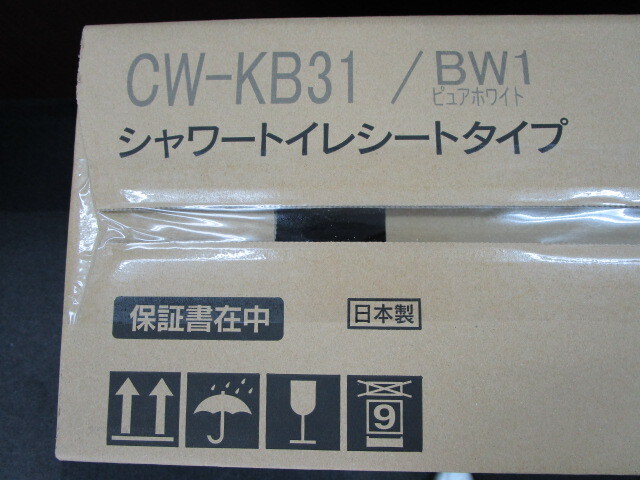 CW-KB31 / BW1
ピュアホワイト
シャワートイレシートタイプ
保証書在中
日本製
9